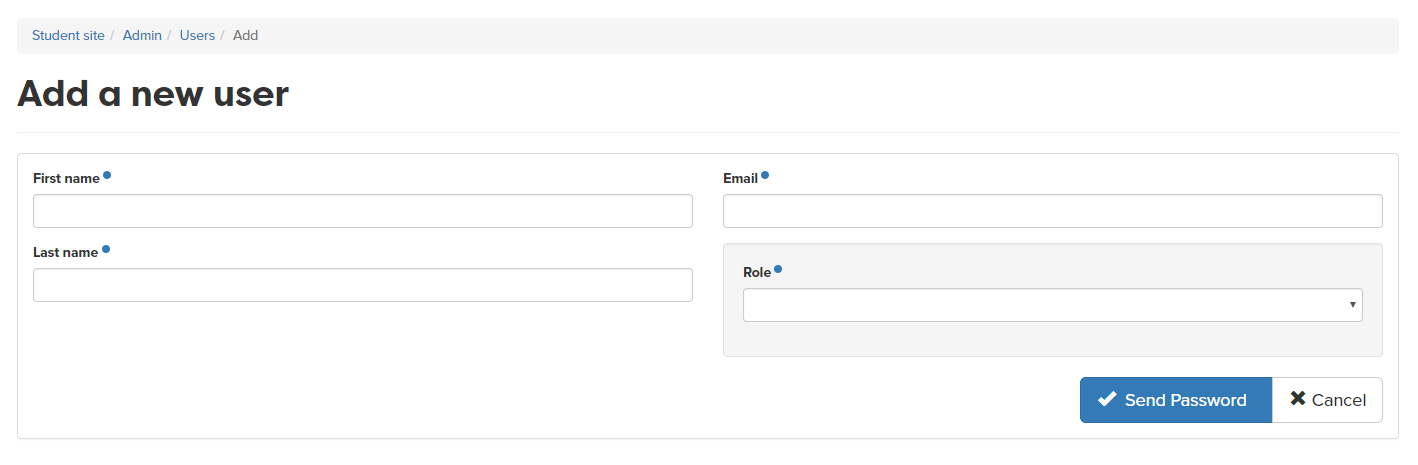 Student site / Admin / Users / Add
Add a new user
First name
Email
Last name
Role
Send Password
Cancel